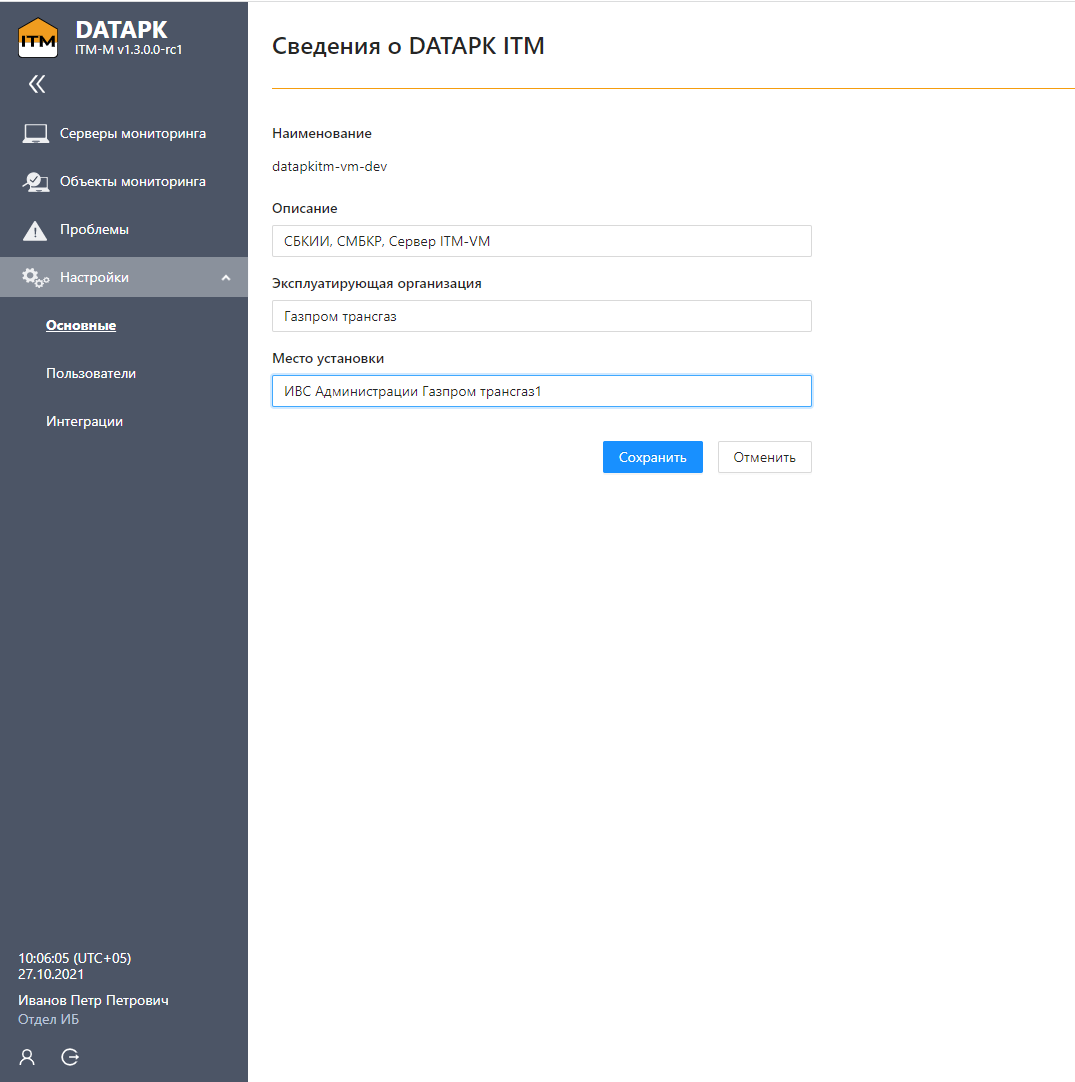 ITM
DATAPK
ITM-M v1.3.0.0-rc1
Серверы мониторинга
Объекты мониторинга
Проблемы
Настройки
Основные
Пользователи
Интеграции
10:06:05 (UTC+05)
27.10.2021
Иванов Петр Петрович
Отдел ИБ
Сведения о DATAPK ITM
Наименование
datapkitm-vm-dev
Описание
СБКИИ, СМБКР, Сервер ITM-VM
Эксплуатирующая организация
Газпром трансгаз
Место установки
ИВС Администрации Газпром трансгаз1
Сохранить
Отменить